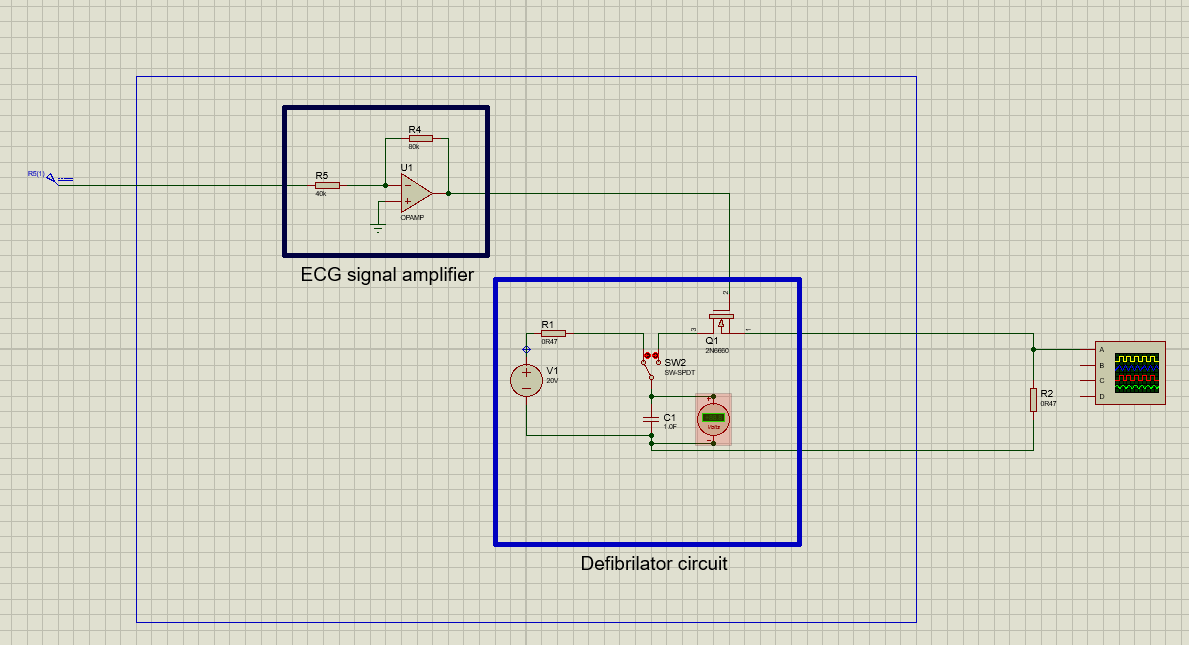 R4
80k
R5(1)
R5
40k
U1
OPAMP
ECG signal amplifier
2
R1
0R47
3
1
Q1
2N6660
V1
20V
SW2
SW-SPDT
C1
1.0F
Volts
R2
0R47
A
B
C
D
Defibrilator circuit